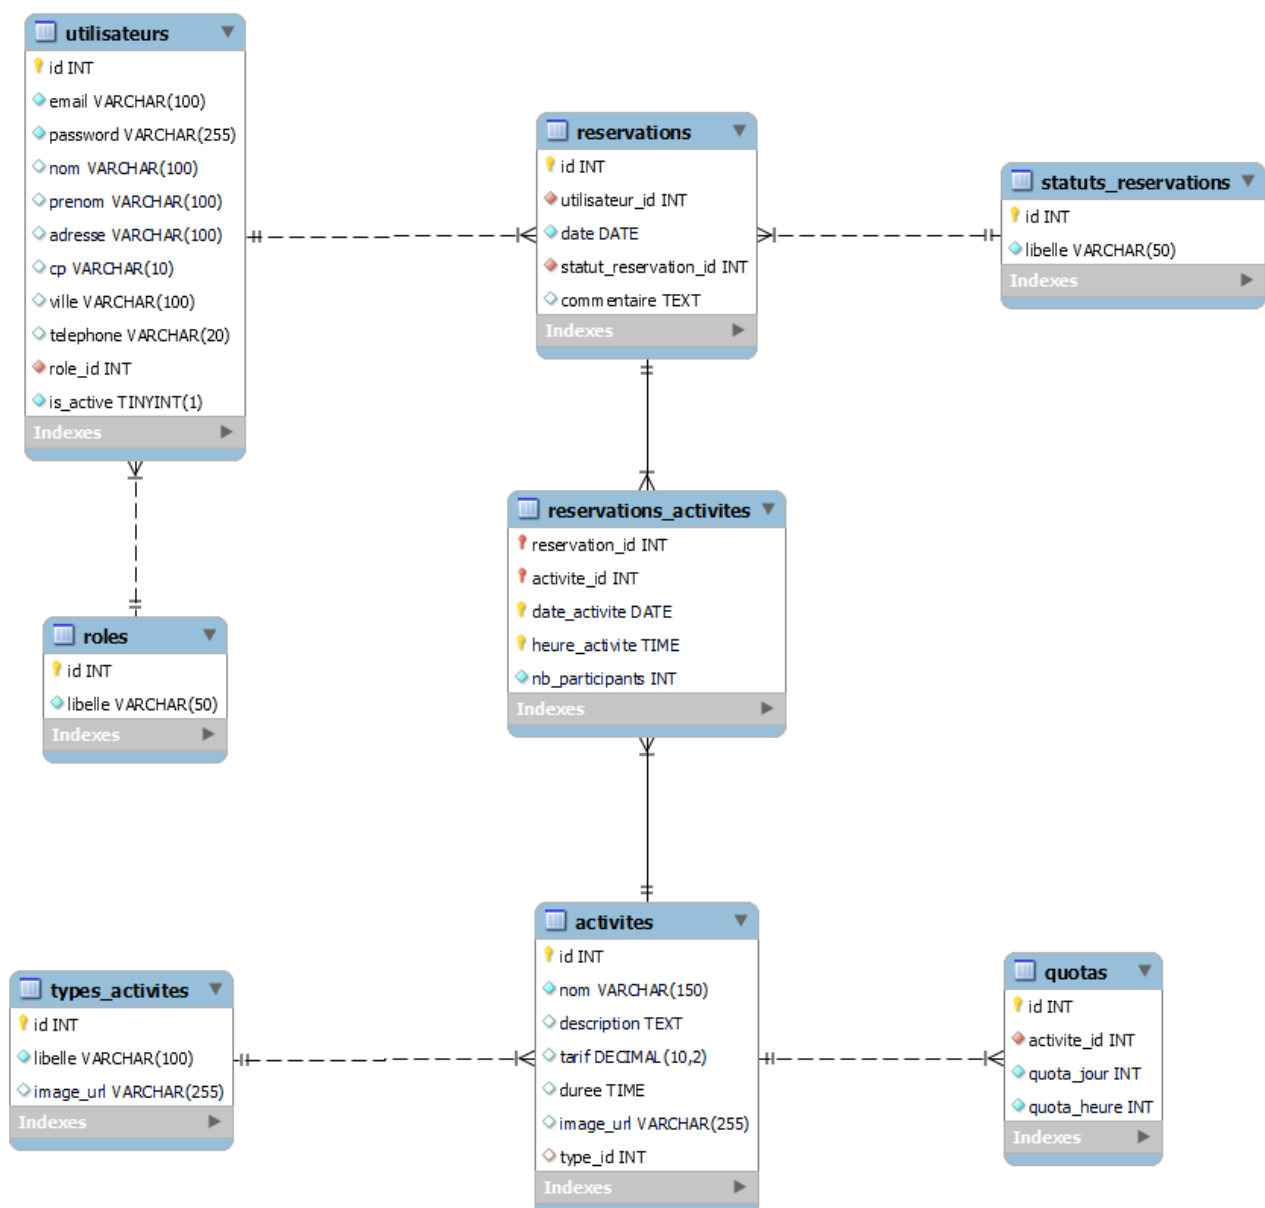 utilisateurs
id INT
email VARCHAR(100)
password VARCHAR(255)
nom VARCHAR(100)
prenom VARCHAR(100)
adresse VARCHAR(100)
cp VARCHAR(10)
ville VARCHAR(100)
telephone VARCHAR(20)
role_id INT
is_active TINYINT(1)
Indexes
reservations
id INT
utilisateur_id INT
date DATE
statut_reservation_id INT
commentaire TEXT
Indexes
statuts_reservations
id INT
libelle VARCHAR(50)
Indexes
reservations_activites
reservation_id INT
activite_id INT
date_activite DATE
heure_activite TIME
nb_participants INT
Indexes
roles
id INT
libelle VARCHAR(50)
Indexes
types_activites
id INT
libelle VARCHAR(100)
image_url VARCHAR(255)
Indexes
activites
id INT
nom VARCHAR(150)
description TEXT
tarif DECIMAL(10,2)
duree TIME
image_url VARCHAR(255)
type_id INT
Indexes
quotas
id INT
activite_id INT
quota_jour INT
quota_heure INT
Indexes